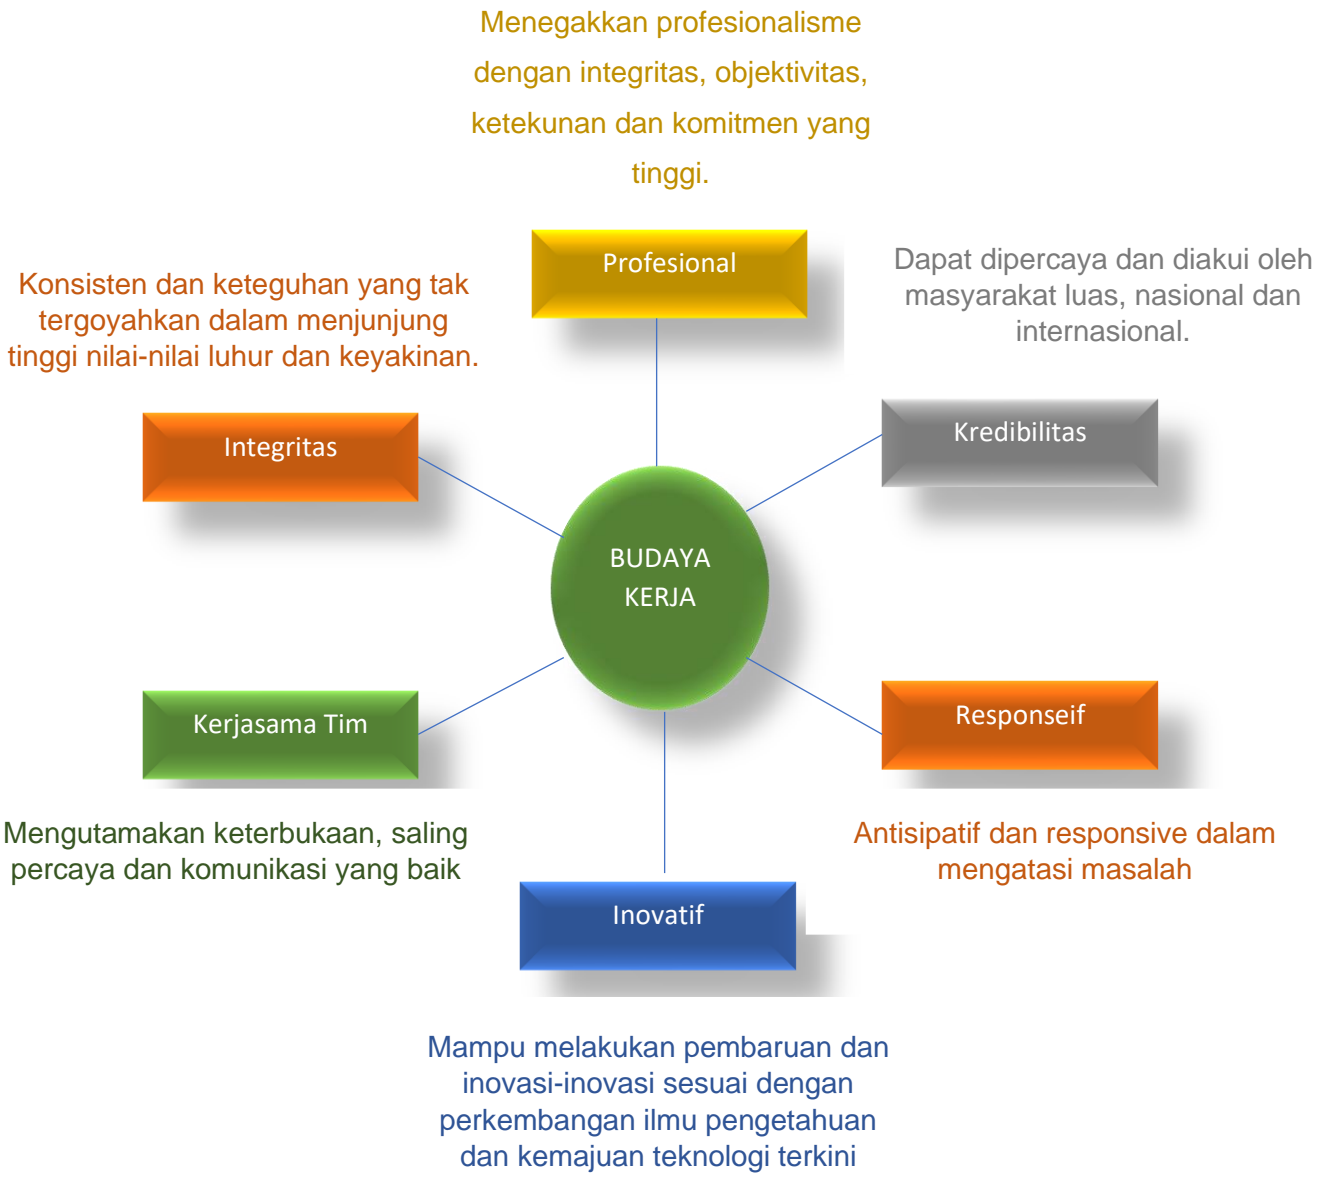 Menegakkan profesionalisme
dengan integritas, objektivitas,
ketekunan dan komitmen yang
tinggi.
Profesional
Dapat dipercaya dan diakui oleh
masyarakat luas, nasional dan
internasional.
Konsisten dan keteguhan yang tak
tergoyahkan dalam menjunjung
tinggi nilai-nilai luhur dan keyakinan.
Integritas
Kredibilitas
BUDAYA
KERJA
Kerjasama Tim
Responseif
Mengutamakan keterbukaan, saling
percaya dan komunikasi yang baik
Antisipatif dan responsive dalam
mengatasi masalah
Inovatif
Mampu melakukan pembaruan dan
inovasi-inovasi sesuai dengan
perkembangan ilmu pengetahuan
dan kemajuan teknologi terkini